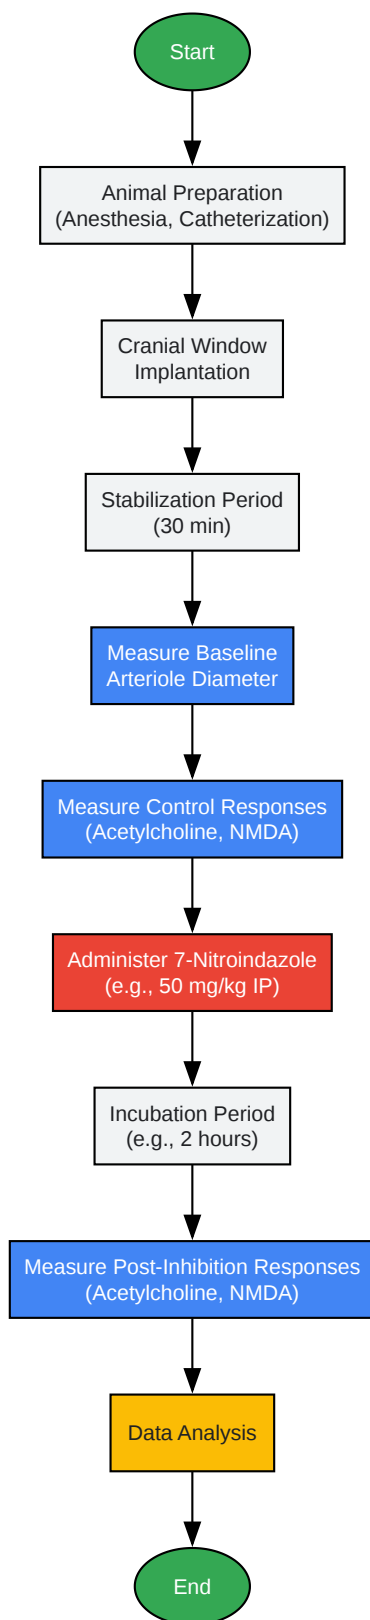 Start
Animal Preparation
(Anesthesia, Catheterization)
Cranial Window
Implantation
Stabilization Period
(30 min)
Measure Baseline
Arteriole Diameter
Measure Control Responses
(Acetylcholine, NMDA)
Administer 7-Nitroindazole
(e.g., 50 mg/kg IP)
Incubation Period
(e.g., 2 hours)
Measure Post-Inhibition Responses
(Acetylcholine, NMDA)
Data Analysis
End